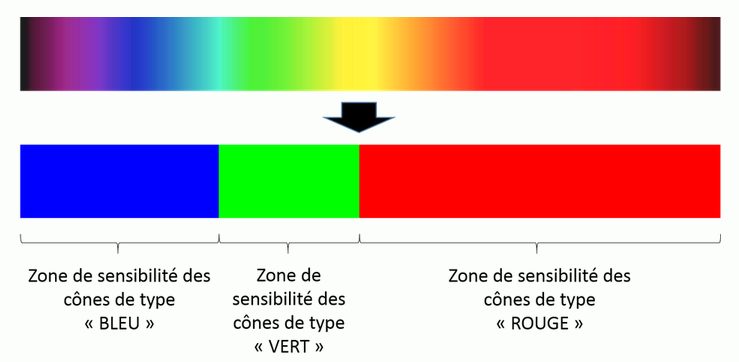 Zone de sensibilité des
cônes de type
« BLEU »
Zone de
sensibilité des
cônes de type
« VERT »
Zone de sensibilité des
cônes de type
« ROUGE »